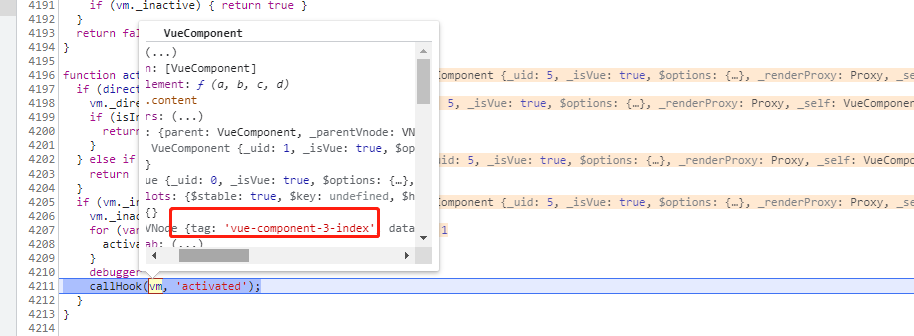 4191 if (vm._inactive) { return true }
4192 }
4193 return fal
4194 }
4195
4196 function act omponent {_uid: 5, _isVue: true, $options: {…}, _renderProxy: Proxy, _se
4197 if (direct
4198 vm._dire 5, _isVue: true, $options: {…}, _renderProxy: Proxy, _self: VueCompone
4199 if (isIn
4200 return
4201 }
4202 } else if uid: 5, _isVue: true, $options: {…}, _renderProxy: Proxy, _self: VueCo
4203 return
4204 }
4205 if (vm._in omponent {_uid: 5, _isVue: true, $options: {…}, _renderProxy: Proxy, _se
4206 vm._inac
4207 for (var 1
4208 activa
4209 }
4210 debugger
4211 callHook(vm, 'activated');
4212 }
4213 }
4214
VueComponent
(...)
n: [VueComponent]
lement: ƒ (a, b, c, d)
.content
rs: (...)
: {parent: VueComponent, _parentVnode: VN
VueComponent {_uid: 1, _isVue: true, $op
}
ue {_uid: 0, _isVue: true, $options: {…},
lots: {$stable: true, $key: undefined, $h
{}
VNode {tag: 'vue-component-3-index' data
ab: (...)